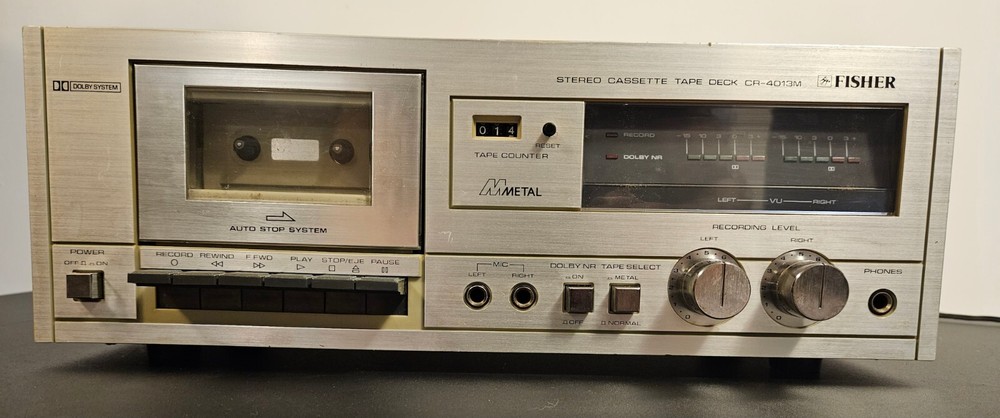 DOLBY SYSTEM
STEREO CASSETTE TAPE DECK CR-4013M
FISHER
014
RESET
TAPE COUNTER
METAL
RECORD
DOLBY NR
LEFT VU RIGHT
AUTO STOP SYSTEM
RECORDING LEVEL
LEFT RIGHT
POWER
OFF ON
RECORD REWIND F.FWD PLAY STOP/EJE PAUSE
MIC
LEFT RIGHT
DOLBY NR TAPE SELECT
ON METAL
OFF NORMAL
PHONES